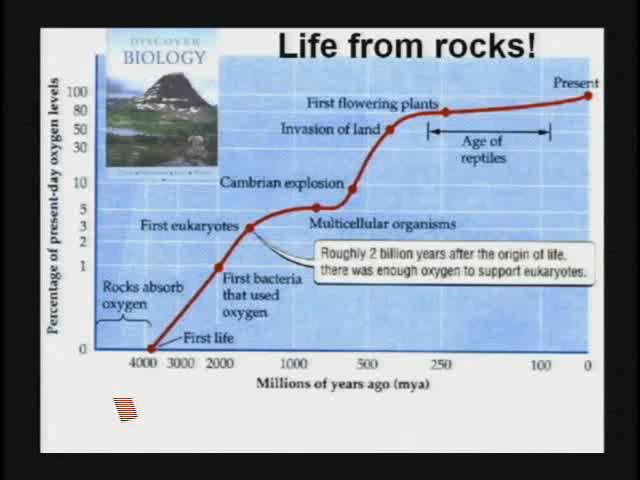 Life from rocks!
DISCOVER
BIOLOGY
Percentage of present-day oxygen levels
100
80
50
30
10
5
3
2
1
0
Present
First flowering plants
Invasion of land
Age of
reptiles
Cambrian explosion
First eukaryotes
Multicellular organisms
Roughly 2 billion years after the origin of life,
there was enough oxygen to support eukaryotes.
Rocks absorb
oxygen
First bacteria
that used
oxygen
First life
4000 3000 2000 1000 500 250 100 0
Millions of years ago (mya)